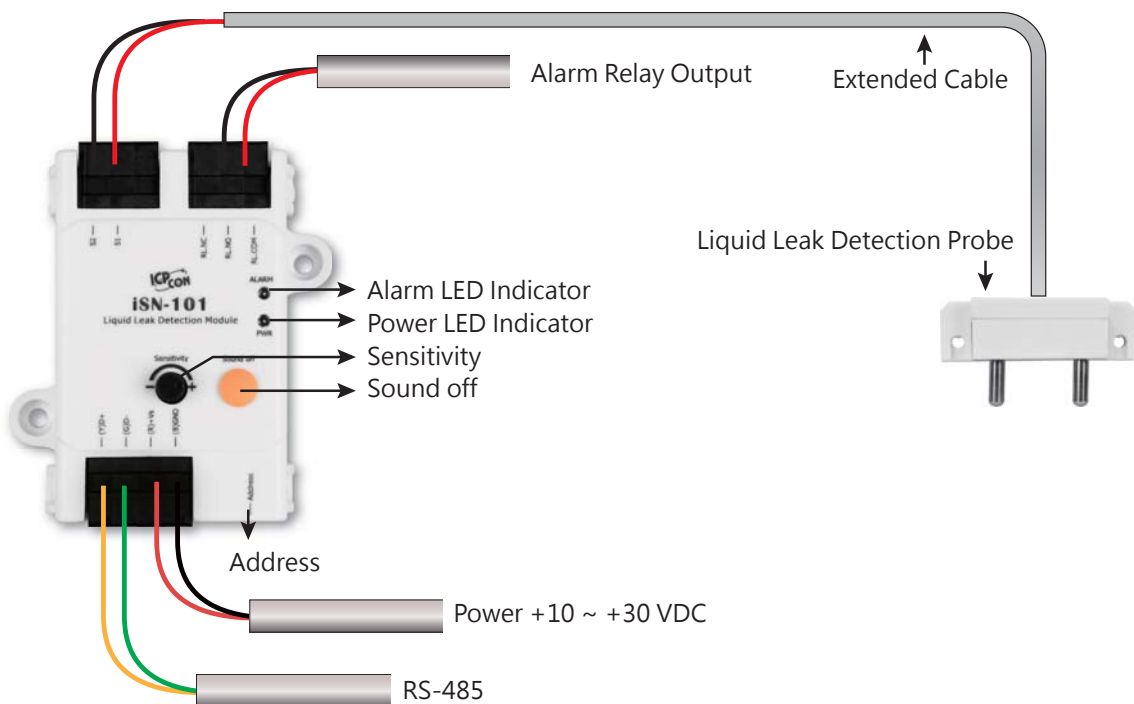 Alarm Relay Output
Extended Cable
Liquid Leak Detection Probe
S2
S1
RL.NC
RL.NO
RL.COM
ICP CON
ALARM
iSN-101
Liquid Leak Detection Module
PWR
Alarm LED Indicator
Power LED Indicator
Sensitivity
Sound off
Sensitivity
Sound off
- +
(Y)D+
(G)D-
(R)+Vs
(B)GND
Address
Address
Power +10 ~ +30 VDC
RS-485